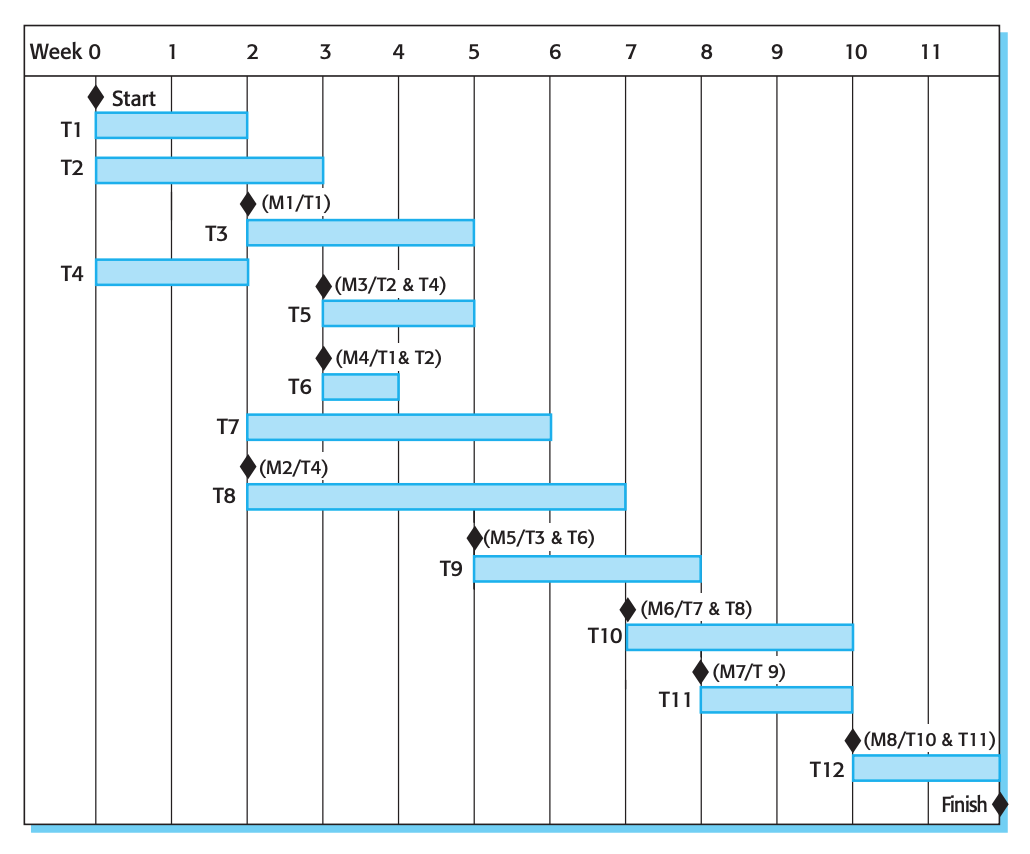 Week 0 1 2 3 4 5 6 7 8 9 10 11
Start
T1
T2
(M1/T1)
T3
T4
(M3/T2 & T4)
T5
(M4/T1& T2)
T6
T7
(M2/T4)
T8
(M5/T3 & T6)
T9
(M6/T7 & T8)
T10
(M7/T 9)
T11
(M8/T10 & T11)
T12
Finish